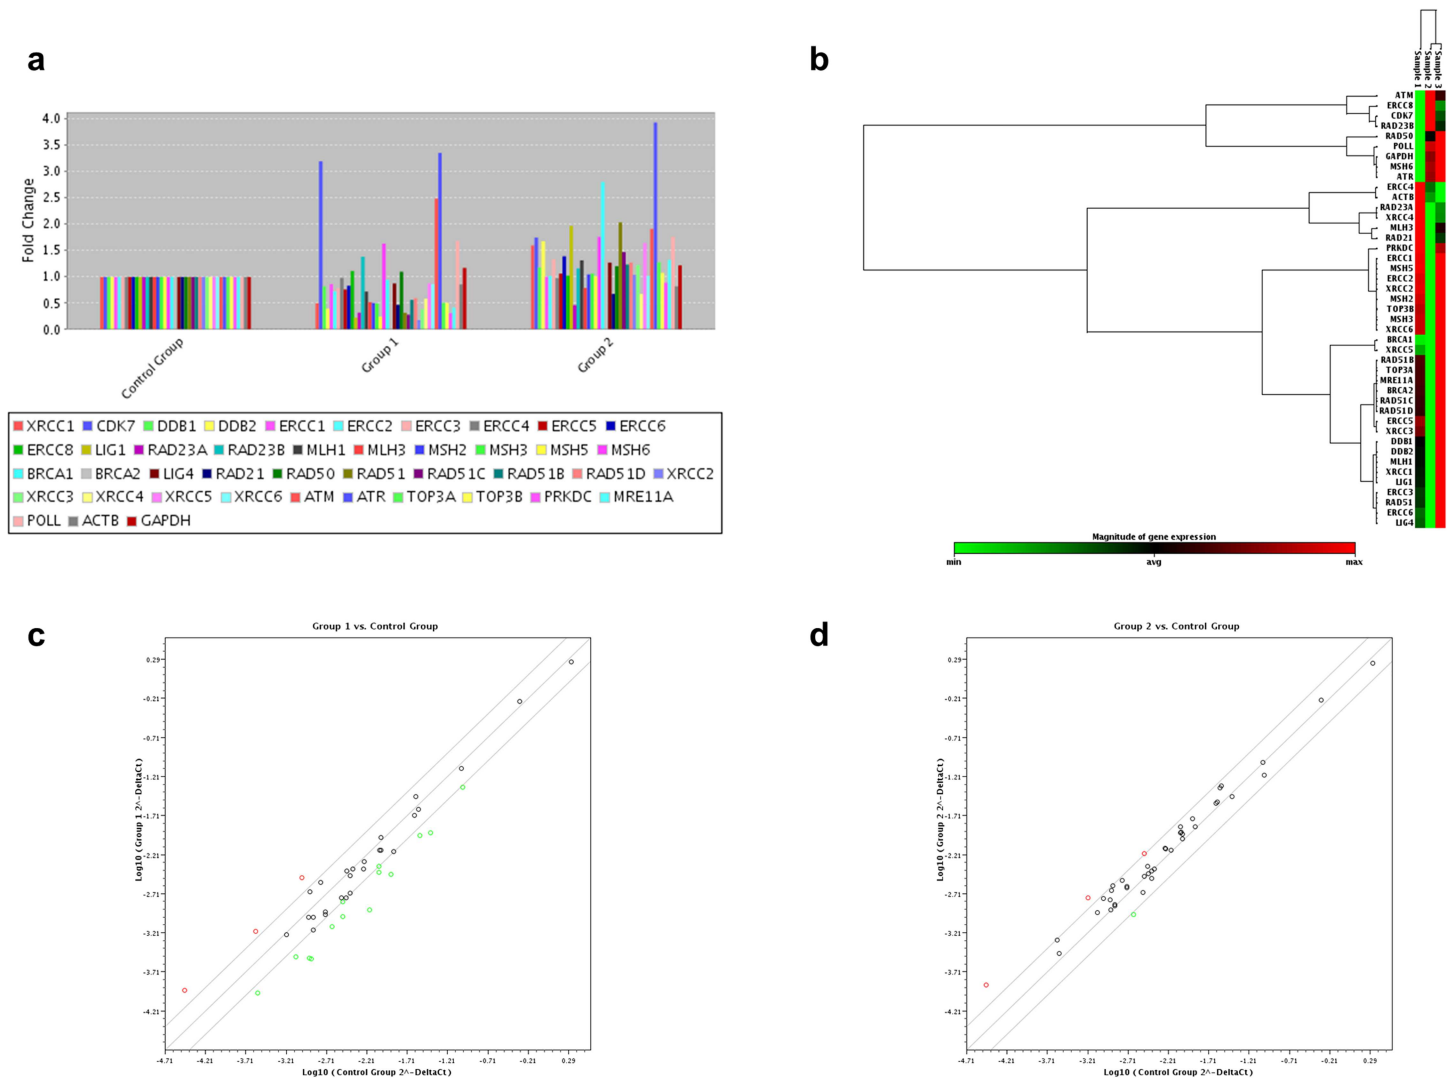 a
4.0
3.5
3.0
2.5
2.0
1.5
1.0
0.5
0.0
Fold Change
Control Group
Group 1
Group 2
XRCC1 CDK7 DDB1 DDB2 ERCC1 ERCC2 ERCC3 ERCC4 ERCC5 ERCC6
ERCC8 LIG1 RAD23A RAD23B MLH1 MLH3 MSH2 MSH3 MSH5 MSH6
BRCA1 BRCA2 LIG4 RAD21 RAD50 RAD51 RAD51C RAD51B RAD51D XRCC2
XRCC3 XRCC4 XRCC5 XRCC6 ATM ATR TOP3A TOP3B PRKDC MRE11A
POLL ACTB GAPDH
b
Sample 1
Sample 2
Sample 3
ATM
ERCC8
CDK7
RAD23B
RAD50
POLL
GAPDH
MSH6
ATR
ERCC4
ACTB
RAD23A
XRCC4
MLH3
RAD21
PRKDC
ERCC1
MSH5
ERCC2
XRCC2
MSH2
TOP3B
MSH3
XRCC6
BRCA1
XRCC5
RAD51B
TOP3A
MRE11A
BRCA2
RAD51C
RAD51D
ERCC5
XRCC3
DDB1
DDB2
MLH1
XRCC1
LIG1
ERCC3
RAD51
ERCC6
LIG4
Magnitude of gene expression
min avg max
c
Group 1 vs. Control Group
0.29
-0.21
-0.71
-1.21
-1.71
-2.21
-2.71
-3.21
-3.71
-4.21
Log10 (Group 1 2^-DeltaCt)
-4.71 -4.21 -3.71 -3.21 -2.71 -2.21 -1.71 -1.21 -0.71 -0.21 0.29
Log10 (Control Group 2^-DeltaCt)
d
Group 2 vs. Control Group
0.29
-0.21
-0.71
-1.21
-1.71
-2.21
-2.71
-3.21
-3.71
-4.21
Log10 (Group 2 2^-DeltaCt)
-4.71 -4.21 -3.71 -3.21 -2.71 -2.21 -1.71 -1.21 -0.71 -0.21 0.29
Log10 (Control Group 2^-DeltaCt)